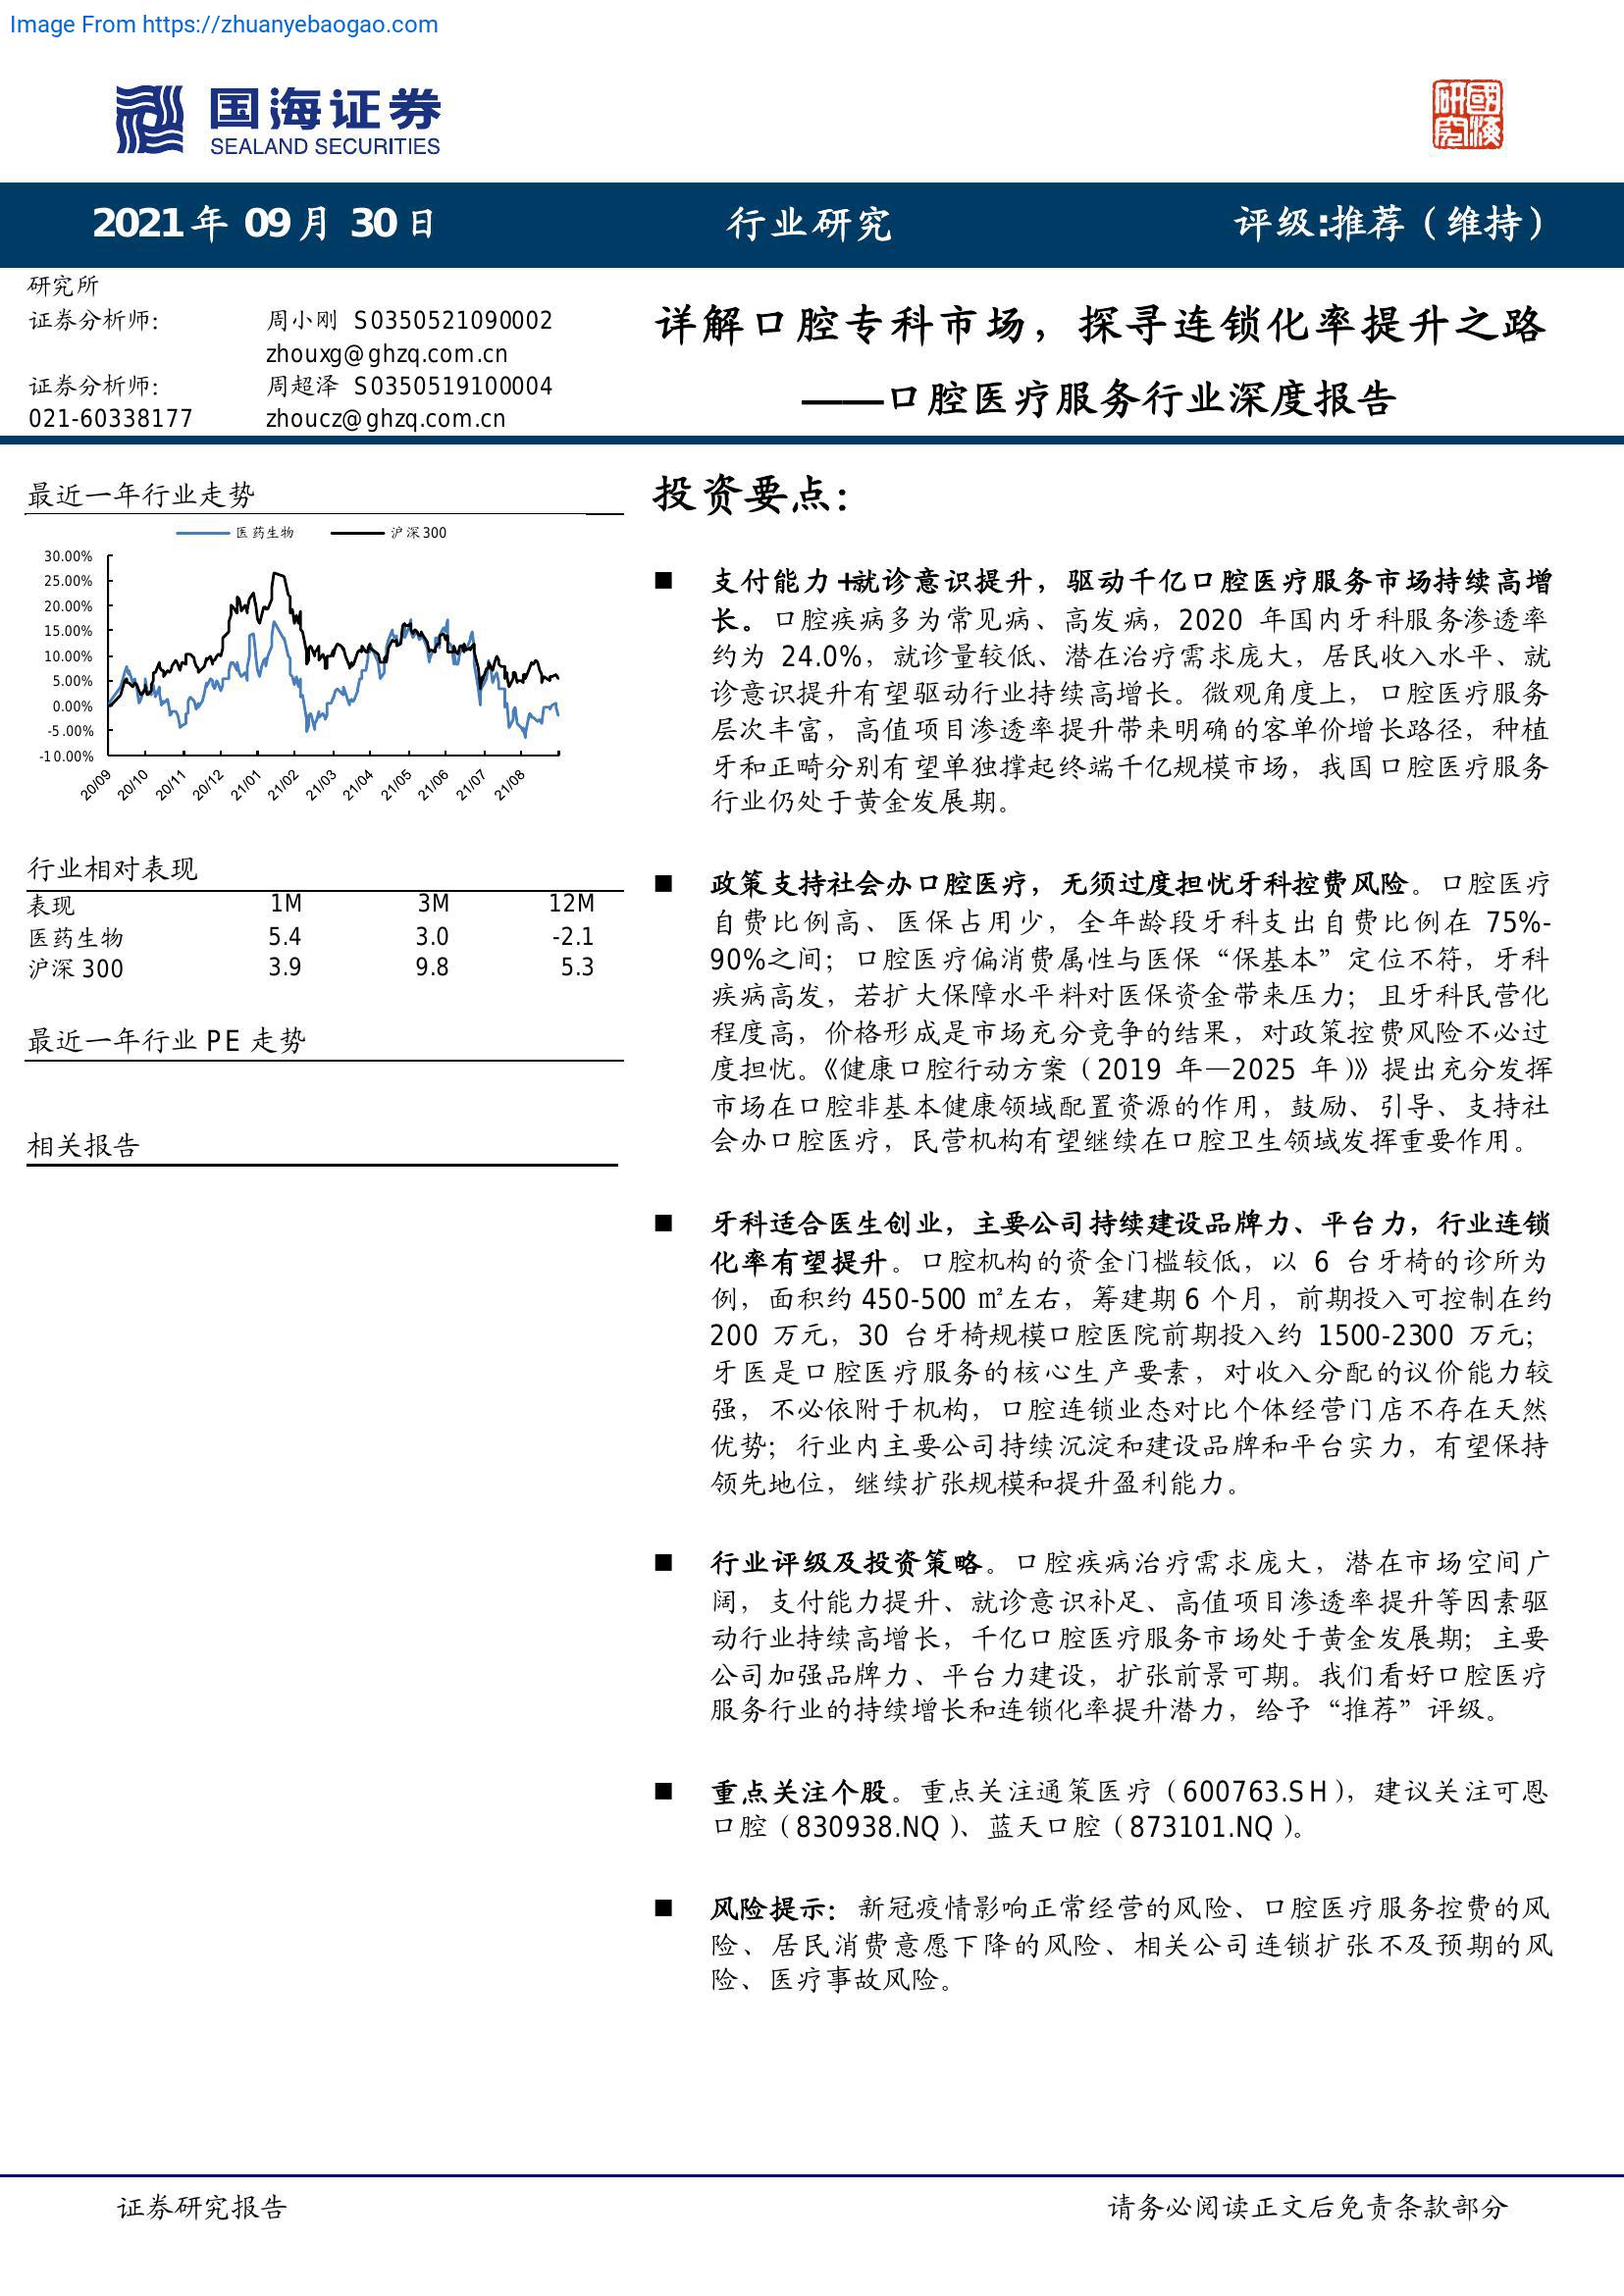 Image From https://zhuanyebaogao.com
国海证券
SEALAND SECURITIES
研國
究海
2021 年 09 月 30 日
行业研究
评级:推荐（维持）
研究所
证券分析师：
周小刚 S0350521090002
zhouxg@ghzq.com.cn
证券分析师：
周超泽 S0350519100004
021-60338177
zhoucz@ghzq.com.cn
详解口腔专科市场，探寻连锁化率提升之路
——口腔医疗服务行业深度报告
最近一年行业走势
医药生物
沪深300
30.00%
25.00%
20.00%
15.00%
10.00%
5.00%
0.00%
-5.00%
-10.00%
20/09 20/10 20/11 20/12 21/01 21/02 21/03 21/04 21/05 21/06 21/07 21/08
行业相对表现
表现 1M 3M 12M
医药生物 5.4 3.0 -2.1
沪深 300 3.9 9.8 5.3
最近一年行业 PE 走势
相关报告
投资要点：
■ 支付能力+就诊意识提升，驱动千亿口腔医疗服务市场持续高增
长。口腔疾病多为常见病、高发病，2020 年国内牙科服务渗透率
约为 24.0%，就诊量较低、潜在治疗需求庞大，居民收入水平、就
诊意识提升有望驱动行业持续高增长。微观角度上，口腔医疗服务
层次丰富，高值项目渗透率提升带来明确的客单价增长路径，种植
牙和正畸分别有望单独撑起终端千亿规模市场，我国口腔医疗服务
行业仍处于黄金发展期。
■ 政策支持社会办口腔医疗，无须过度担忧牙科控费风险。口腔医疗
自费比例高、医保占用少，全年龄段牙科支出自费比例在 75%-
90%之间；口腔医疗偏消费属性与医保“保基本”定位不符，牙科
疾病高发，若扩大保障水平料对医保资金带来压力；且牙科民营化
程度高，价格形成是市场充分竞争的结果，对政策控费风险不必过
度担忧。《健康口腔行动方案（2019 年—2025 年）》提出充分发挥
市场在口腔非基本健康领域配置资源的作用，鼓励、引导、支持社
会办口腔医疗，民营机构有望继续在口腔卫生领域发挥重要作用。
■ 牙科适合医生创业，主要公司持续建设品牌力、平台力，行业连锁
化率有望提升。口腔机构的资金门槛较低，以 6 台牙椅的诊所为
例，面积约 450-500 ㎡左右，筹建期 6 个月，前期投入可控制在约
200 万元，30 台牙椅规模口腔医院前期投入约 1500-2300 万元；
牙医是口腔医疗服务的核心生产要素，对收入分配的议价能力较
强，不必依附于机构，口腔连锁业态对比个体经营门店不存在天然
优势；行业内主要公司持续沉淀和建设品牌和平台实力，有望保持
领先地位，继续扩张规模和提升盈利能力。
■ 行业评级及投资策略。口腔疾病治疗需求庞大，潜在市场空间广
阔，支付能力提升、就诊意识补足、高值项目渗透率提升等因素驱
动行业持续高增长，千亿口腔医疗服务市场处于黄金发展期；主要
公司加强品牌力、平台力建设，扩张前景可期。我们看好口腔医疗
服务行业的持续增长和连锁化率提升潜力，给予“推荐”评级。
■ 重点关注个股。重点关注通策医疗（600763.SH），建议关注可恩
口腔（830938.NQ）、蓝天口腔（873101.NQ）。
■ 风险提示：新冠疫情影响正常经营的风险、口腔医疗服务控费的风
险、居民消费意愿下降的风险、相关公司连锁扩张不及预期的风
险、医疗事故风险。
证券研究报告
请务必阅读正文后免责条款部分